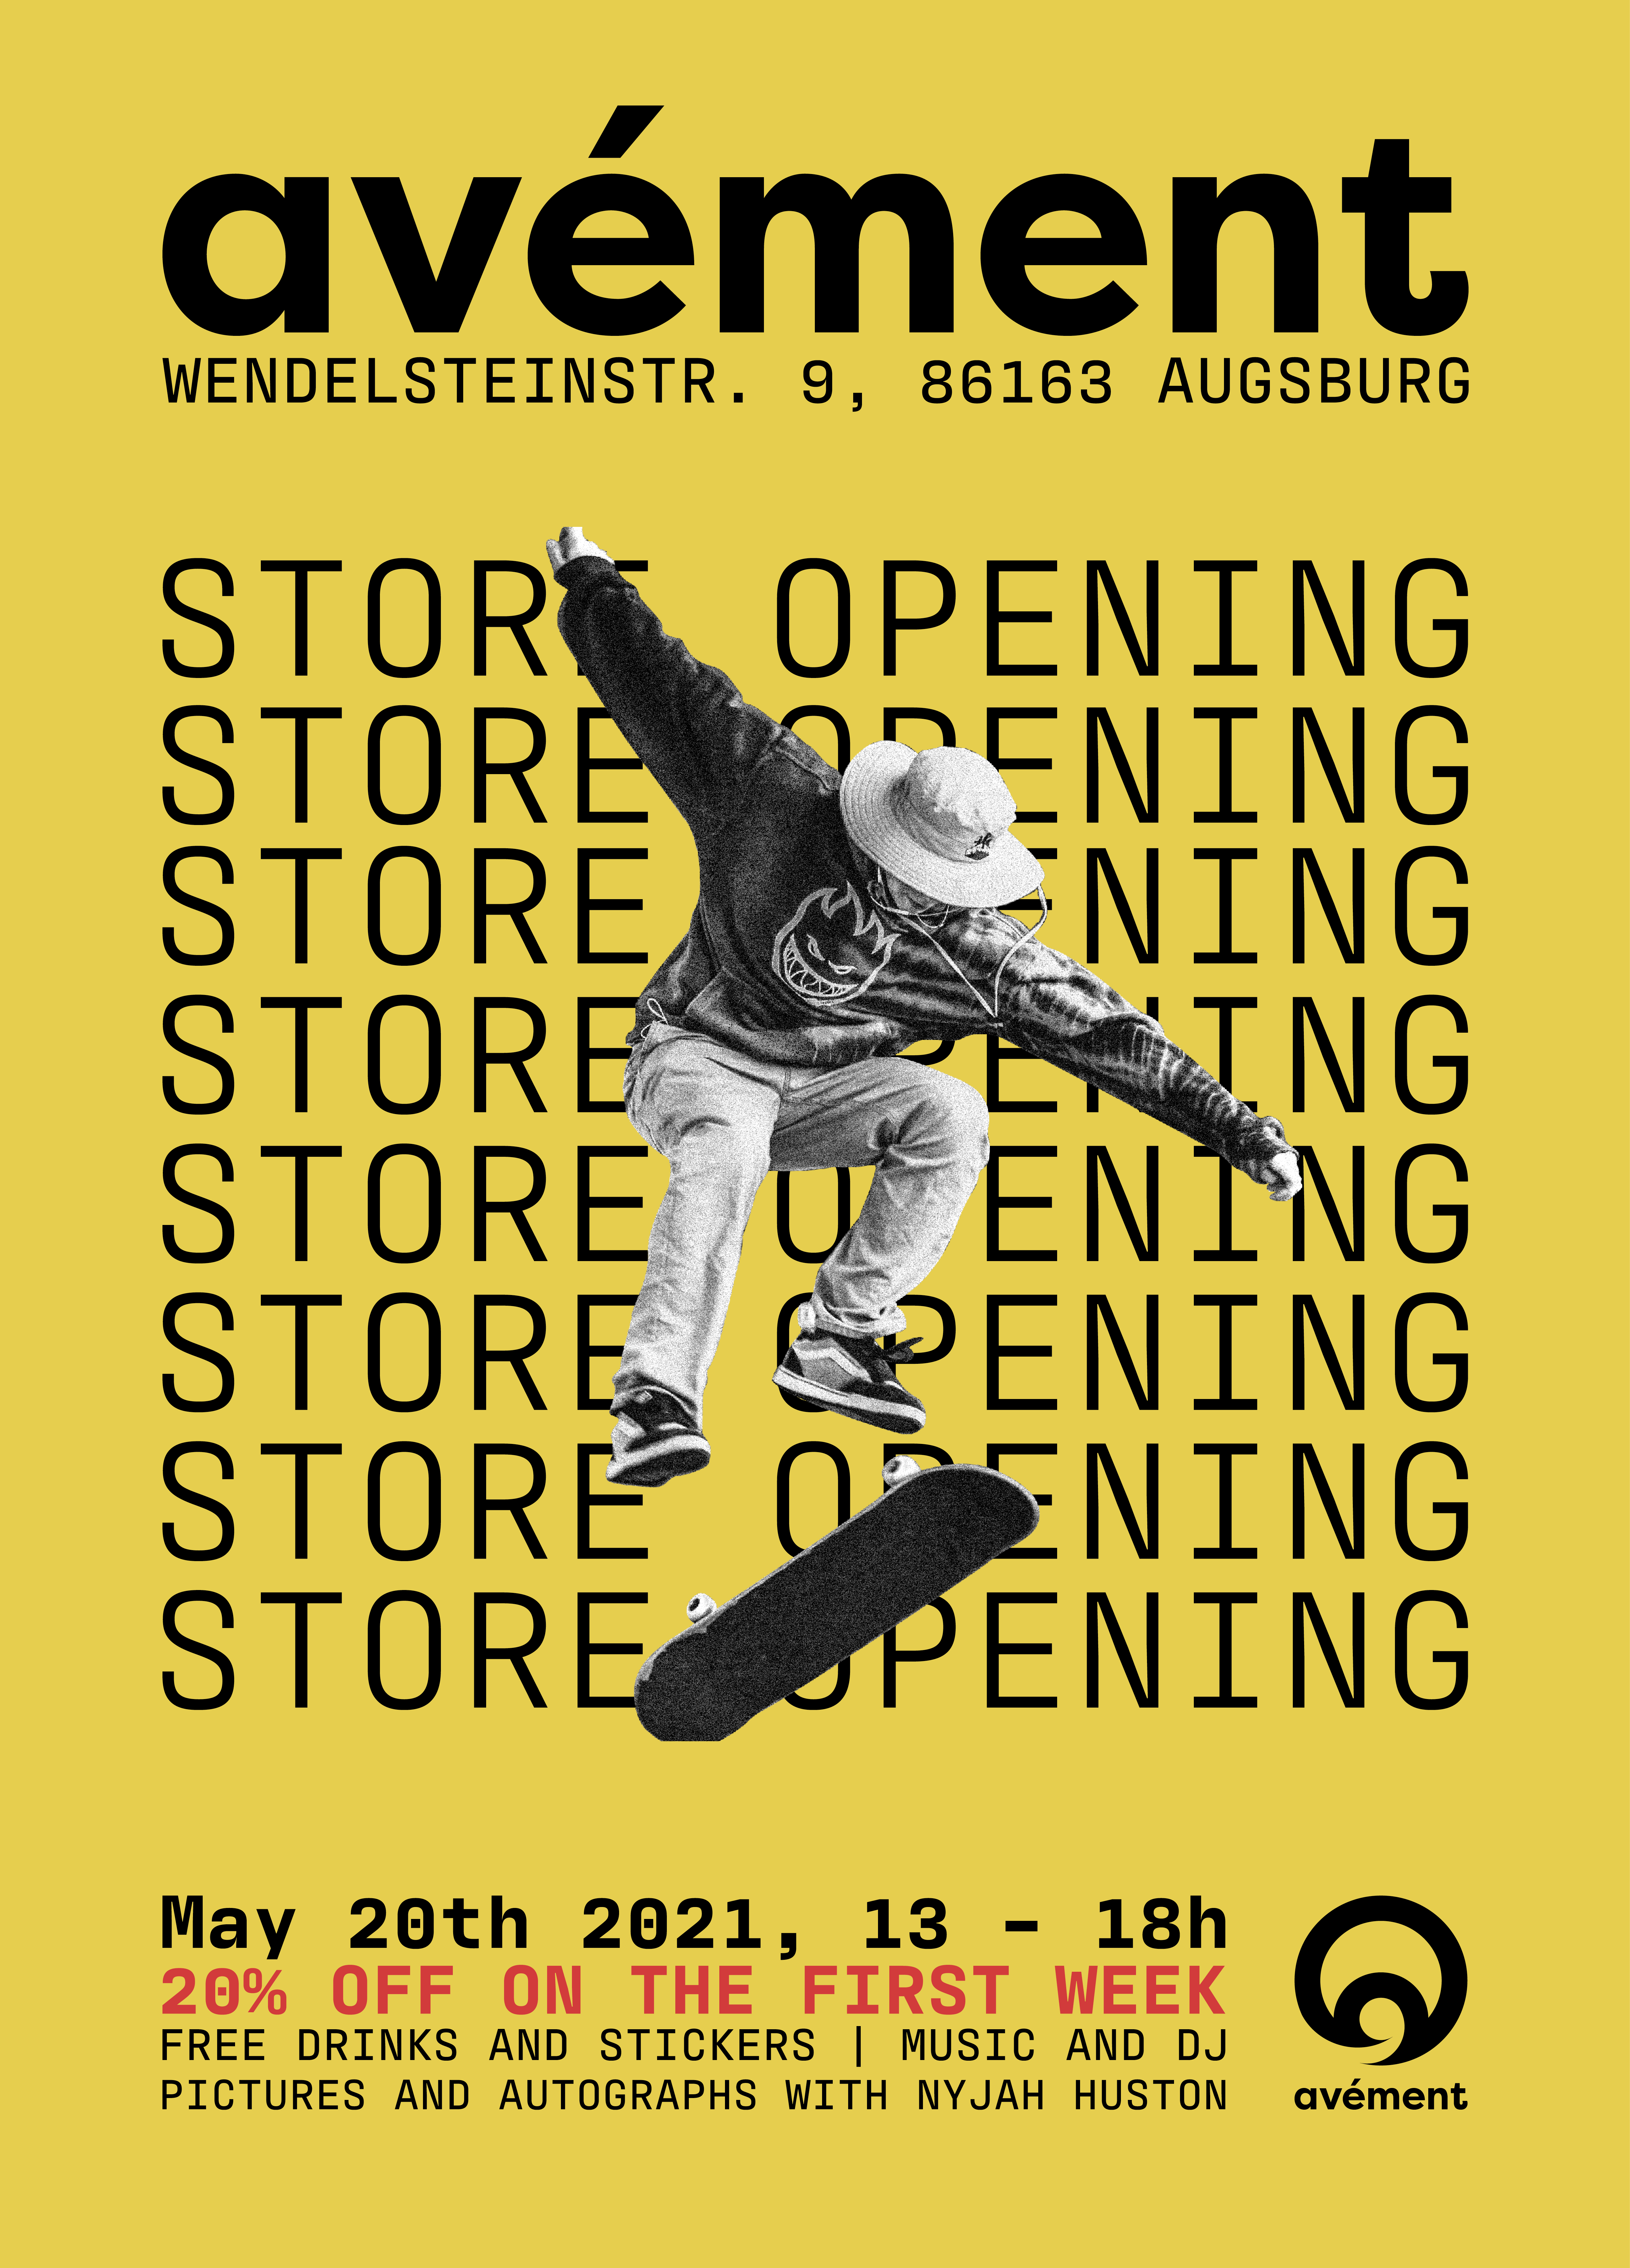 avément
WENDELSTEINSTR. 9, 86163 AUGSBURG
STORE OPENING
STORE OPENING
STORE OPENING
STORE OPENING
STORE OPENING
STORE OPENING
STORE OPENING
STORE OPENING
May 20th 2021, 13 – 18h
20% OFF ON THE FIRST WEEK
FREE DRINKS AND STICKERS | MUSIC AND DJ
PICTURES AND AUTOGRAPHS WITH NYJAH HUSTON
avément